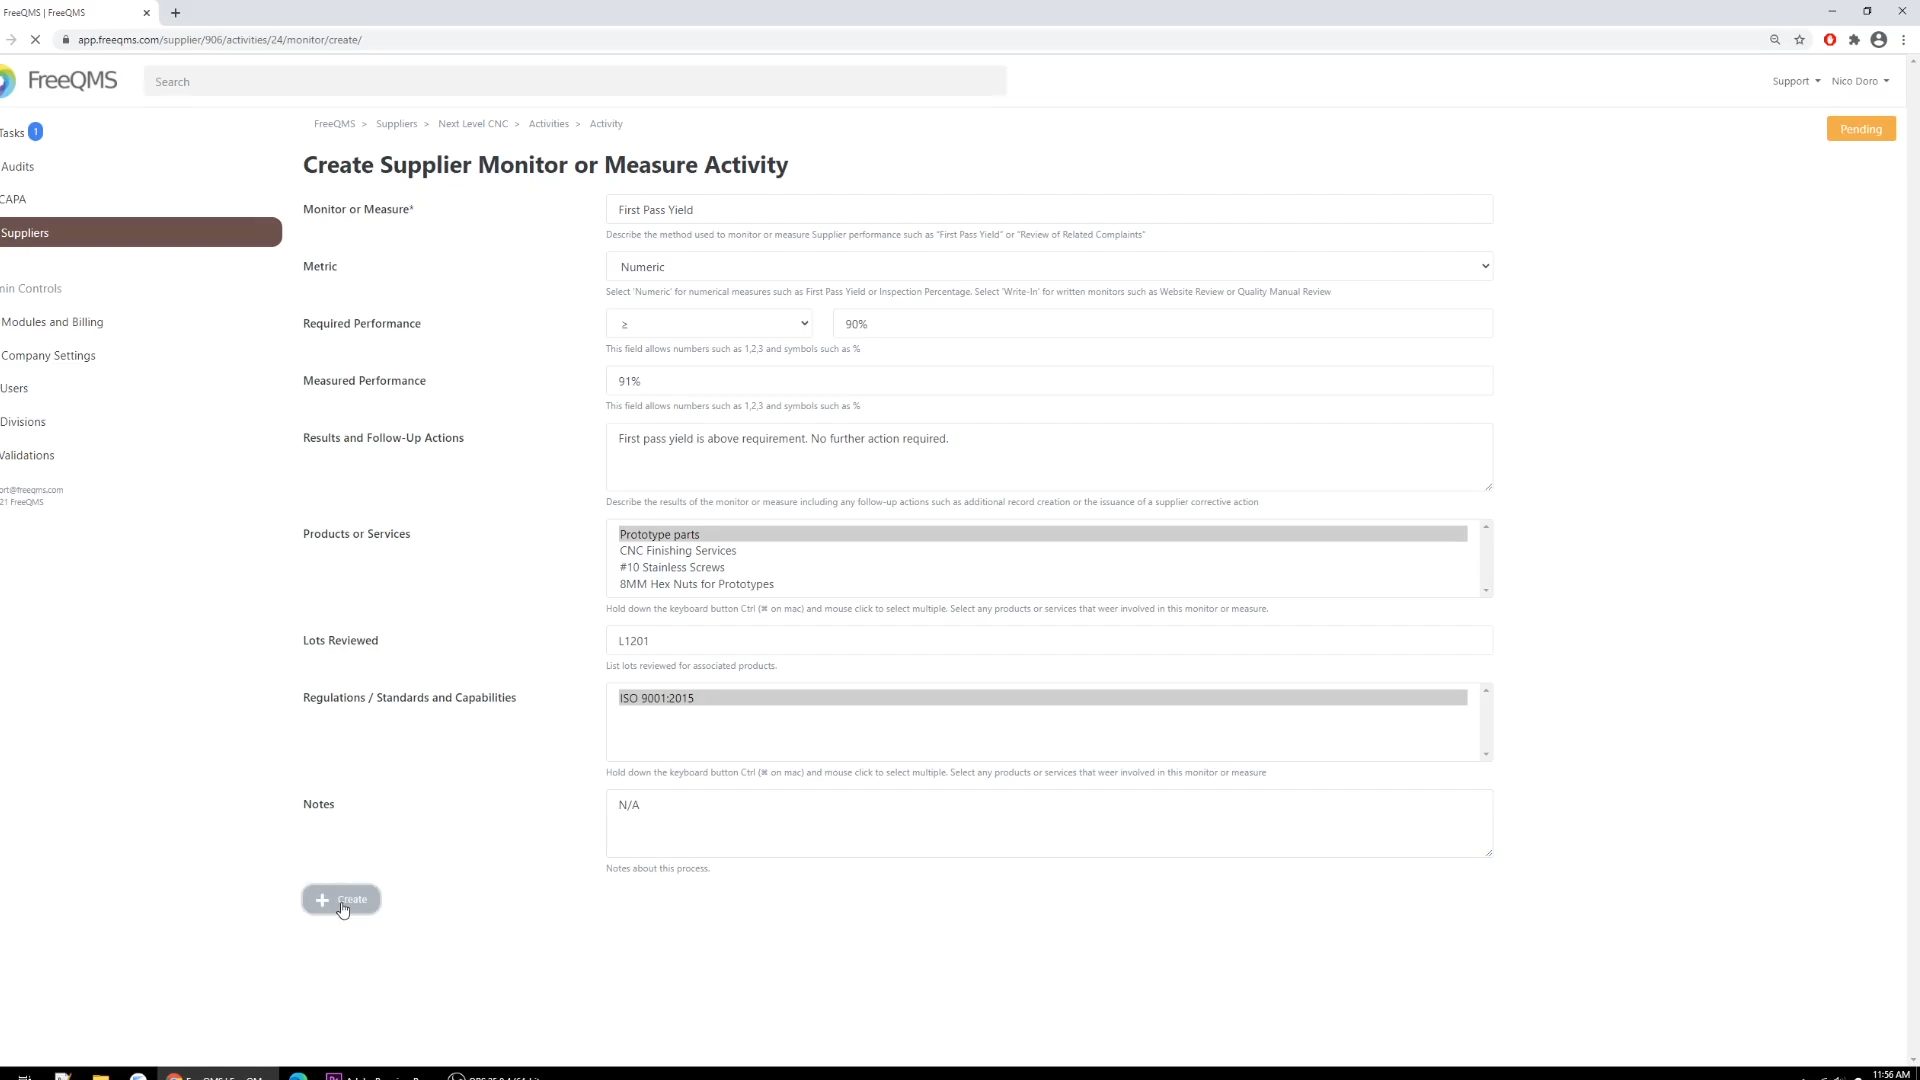 FreeQMS | FreeQMS
app.freeqms.com/supplier/906/activities/24/monitor/create/
FreeQMS
Search
Support
Nico Doro
Tasks 1
Audits
CAPA
Suppliers
min Controls
Modules and Billing
Company Settings
Users
Divisions
Validations
ort@freeqms.com
21 FreeQMS
FreeQMS > Suppliers > Next Level CNC > Activities > Activity
Pending
Create Supplier Monitor or Measure Activity
Monitor or Measure*
First Pass Yield
Describe the method used to monitor or measure Supplier performance such as "First Pass Yield" or "Review of Related Complaints"
Metric
Numeric
Select 'Numeric' for numerical measures such as First Pass Yield or Inspection Percentage. Select 'Write-In' for written monitors such as Website Review or Quality Manual Review
Required Performance
≥
90%
This field allows numbers such as 1,2,3 and symbols such as %
Measured Performance
91%
This field allows numbers such as 1,2,3 and symbols such as %
Results and Follow-Up Actions
First pass yield is above requirement. No further action required.
Describe the results of the monitor or measure including any follow-up actions such as additional record creation or the issuance of a supplier corrective action
Products or Services
Prototype parts
CNC Finishing Services
#10 Stainless Screws
8MM Hex Nuts for Prototypes
Hold down the keyboard button Ctrl (⌘ on mac) and mouse click to select multiple. Select any products or services that weer involved in this monitor or measure.
Lots Reviewed
L1201
List lots reviewed for associated products.
Regulations / Standards and Capabilities
ISO 9001:2015
Hold down the keyboard button Ctrl (⌘ on mac) and mouse click to select multiple. Select any products or services that weer involved in this monitor or measure
Notes
N/A
Notes about this process.
Create
11:56 AM